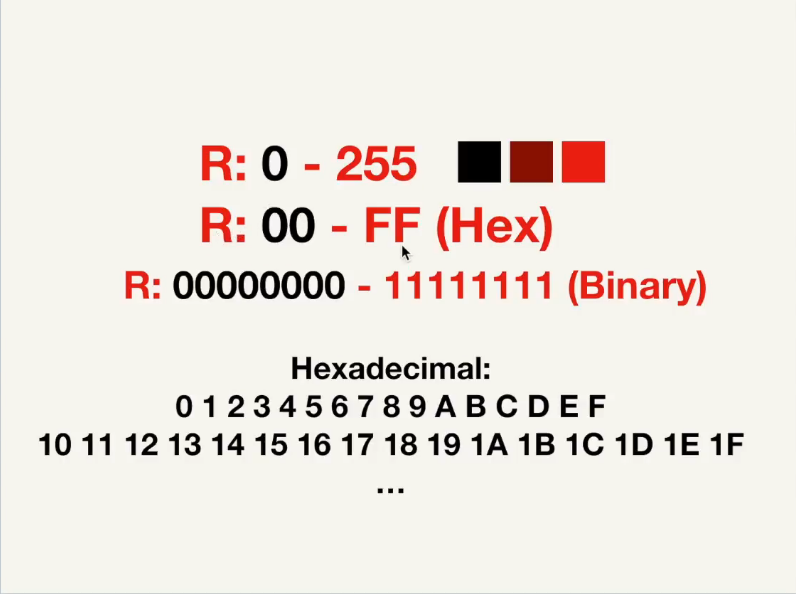 R: 0 - 255
R: 00 - FF (Hex)
R: 00000000 - 11111111 (Binary)
Hexadecimal:
0 1 2 3 4 5 6 7 8 9 A B C D E F
10 11 12 13 14 15 16 17 18 19 1A 1B 1C 1D 1E 1F
...